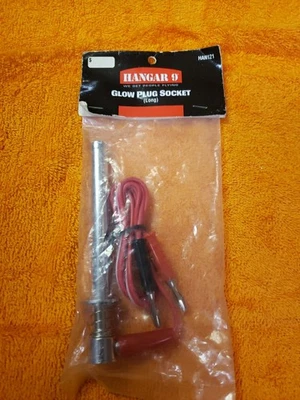 HAN121
HANGAR 9
WE GET PEOPLE FLYING
GLOW PLUG SOCKET
(Long)